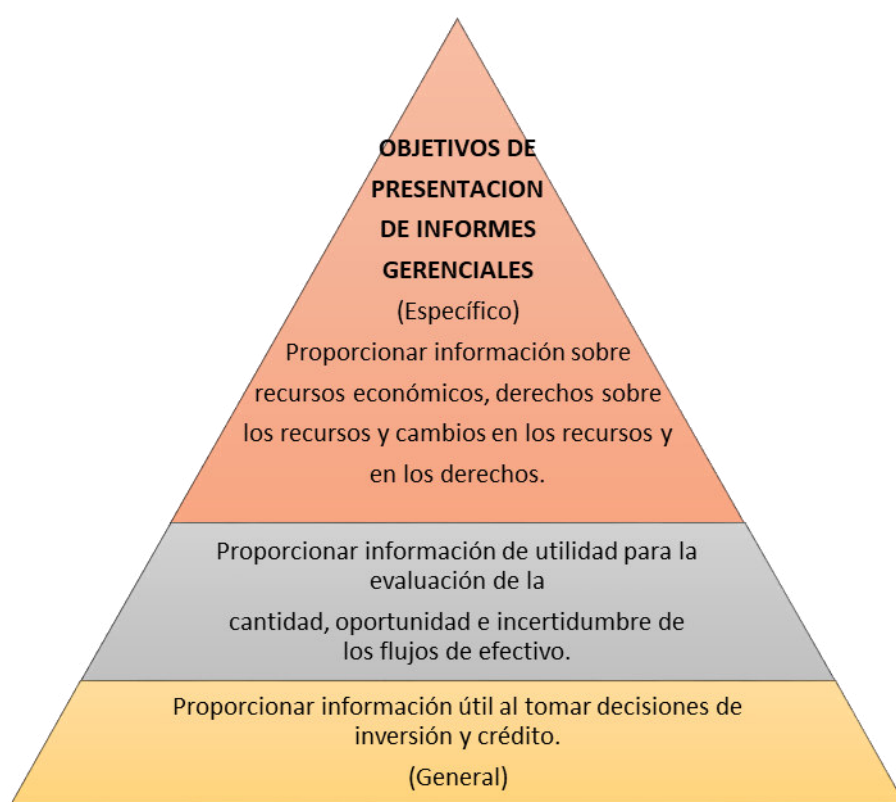 OBJETIVOS DE
PRESENTACION
DE INFORMES
GERENCIALES
(Específico)
Proporcionar información sobre
recursos económicos, derechos sobre
los recursos y cambios en los recursos y
en los derechos.
Proporcionar información de utilidad para la
evaluación de la
cantidad, oportunidad e incertidumbre de
los flujos de efectivo.
Proporcionar información útil al tomar decisiones de
inversión y crédito.
(General)